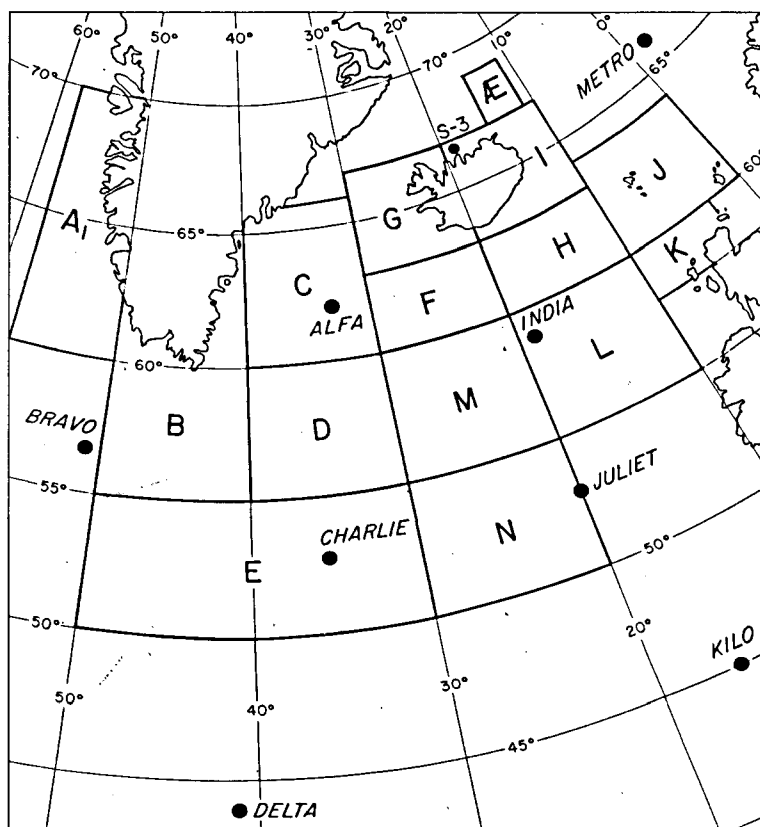 60°
50°
40°
30°
20°
10°
0°
70°
70°
METRO
65°
Æ
S-3
I
J
60°
A₁
65°
G
H
K
C
F
ALFA
INDIA
L
60°
M
BRAVO
B
D
JULIET
55°
CHARLIE
N
E
50°
50°
20°
KILO
50°
40°
30°
45°
DELTA